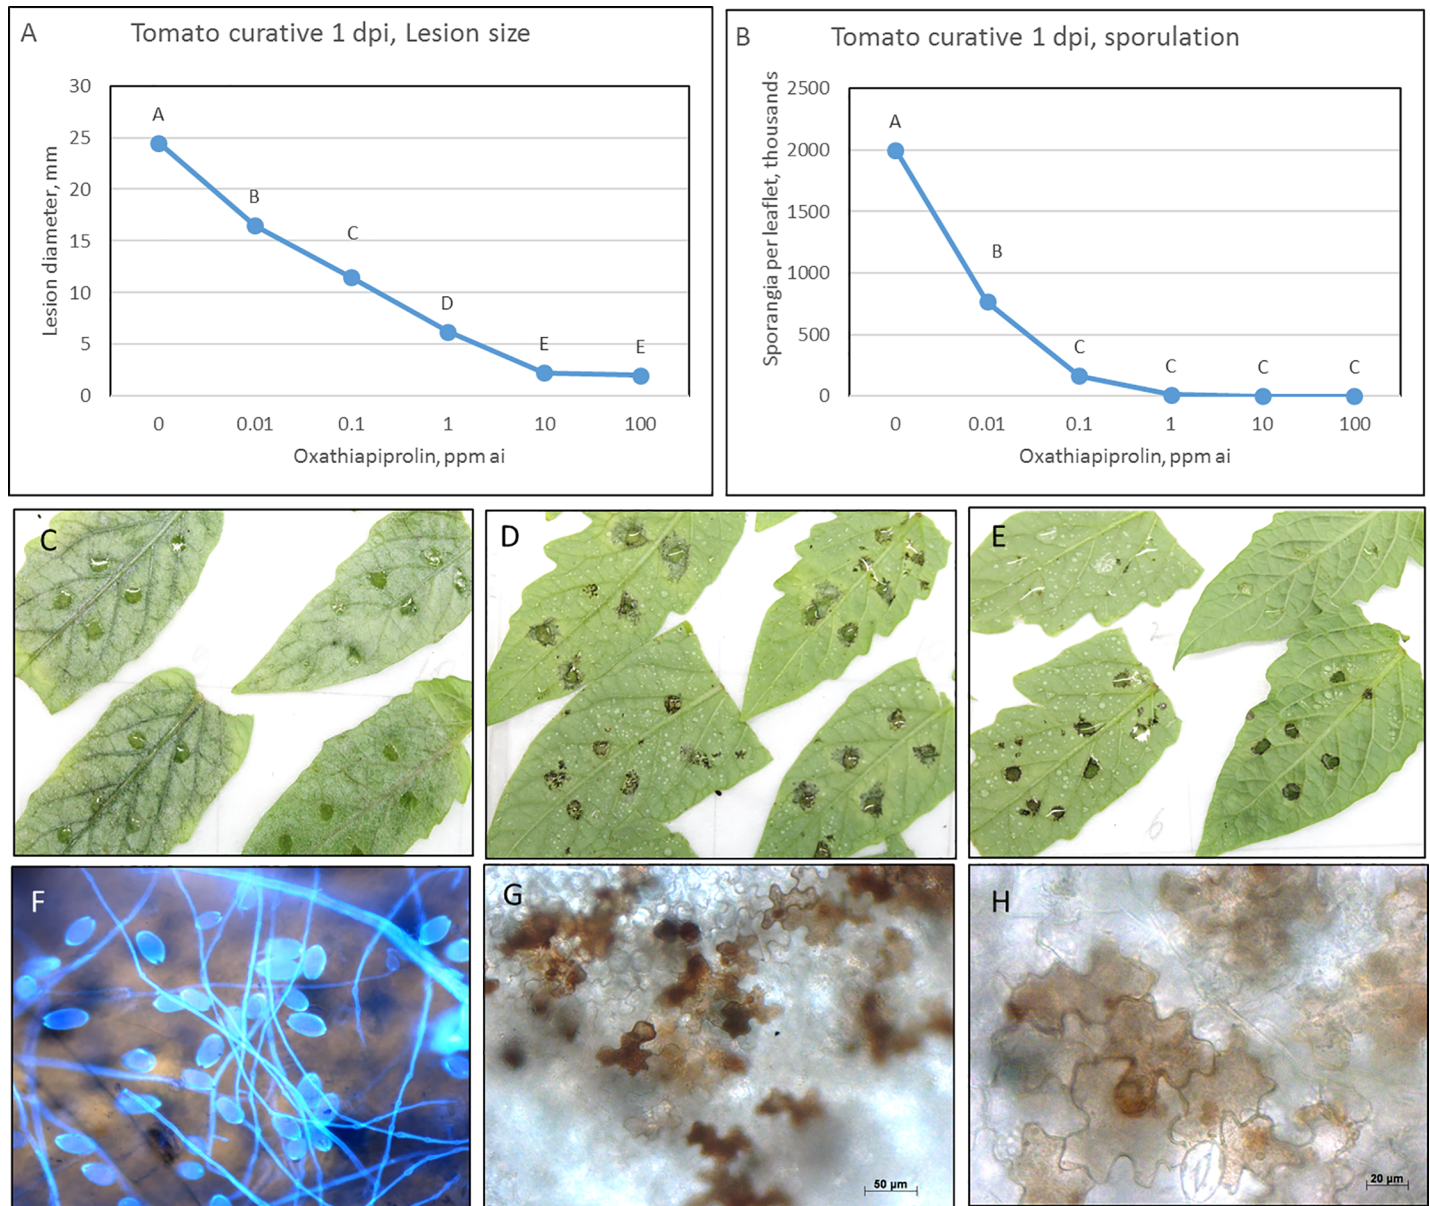 A
Tomato curative 1 dpi, Lesion size
Lesion diameter, mm
30
25
20
15
10
5
0
A
B
C
D
E
E
0 0.01 0.1 1 10 100
Oxathiapiprolin, ppm ai
B
Tomato curative 1 dpi, sporulation
Sporangia per leaflet, thousands
2500
2000
1500
1000
500
0
A
B
C
C
C
C
0 0.01 0.1 1 10 100
Oxathiapiprolin, ppm ai
C
D
E
2
6
F
G
50 µm
H
20 µm